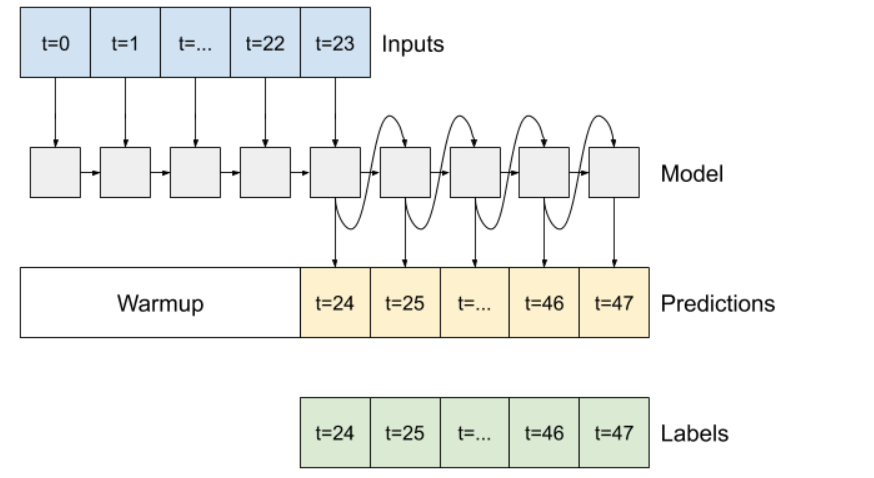 t=0 t=1 t=... t=22 t=23 Inputs
Model
Warmup t=24 t=25 t=... t=46 t=47 Predictions
t=24 t=25 t=... t=46 t=47 Labels